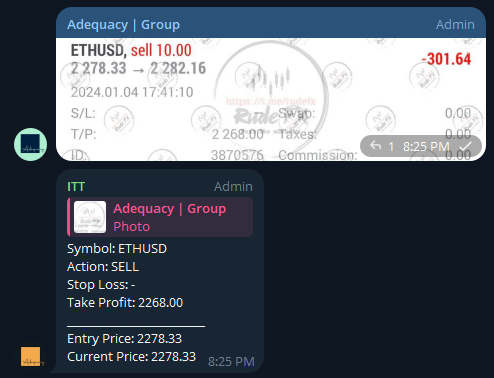 Adequacy | Group
Admin
ETHUSD, sell 10.00
-301.64
2 278.33 → 2 282.16
2024.01.04 17:41:10
https://t.me/rudefx
Rude FX
S/L:
Swap: 0.00
T/P: 2 268.00
Taxes: 0.00
ID: 3870576
Commission: 0.00
1 8:25 PM
ITT
Admin
Adequacy | Group
Photo
Symbol: ETHUSD
Action: SELL
Stop Loss: -
Take Profit: 2268.00
Entry Price: 2278.33
Current Price: 2278.33
8:25 PM